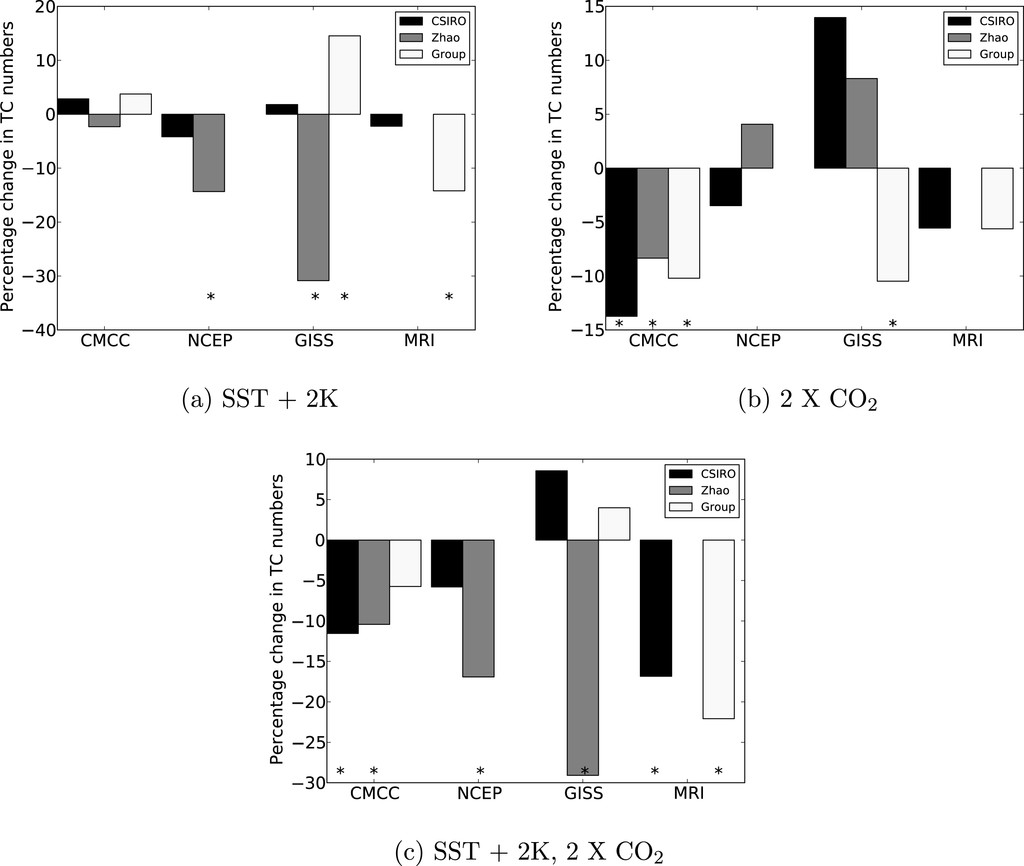 Percentage change in TC numbers
20
10
0
−10
−20
−30
−40
CSIRO
Zhao
Group
* * * *
CMCC NCEP GISS MRI
(a) SST + 2K
Percentage change in TC numbers
15
10
5
0
−5
−10
−15
CSIRO
Zhao
Group
* * * *
CMCC NCEP GISS MRI
(b) 2 X CO₂
Percentage change in TC numbers
10
5
0
−5
−10
−15
−20
−25
−30
CSIRO
Zhao
Group
* * * * * *
CMCC NCEP GISS MRI
(c) SST + 2K, 2 X CO₂